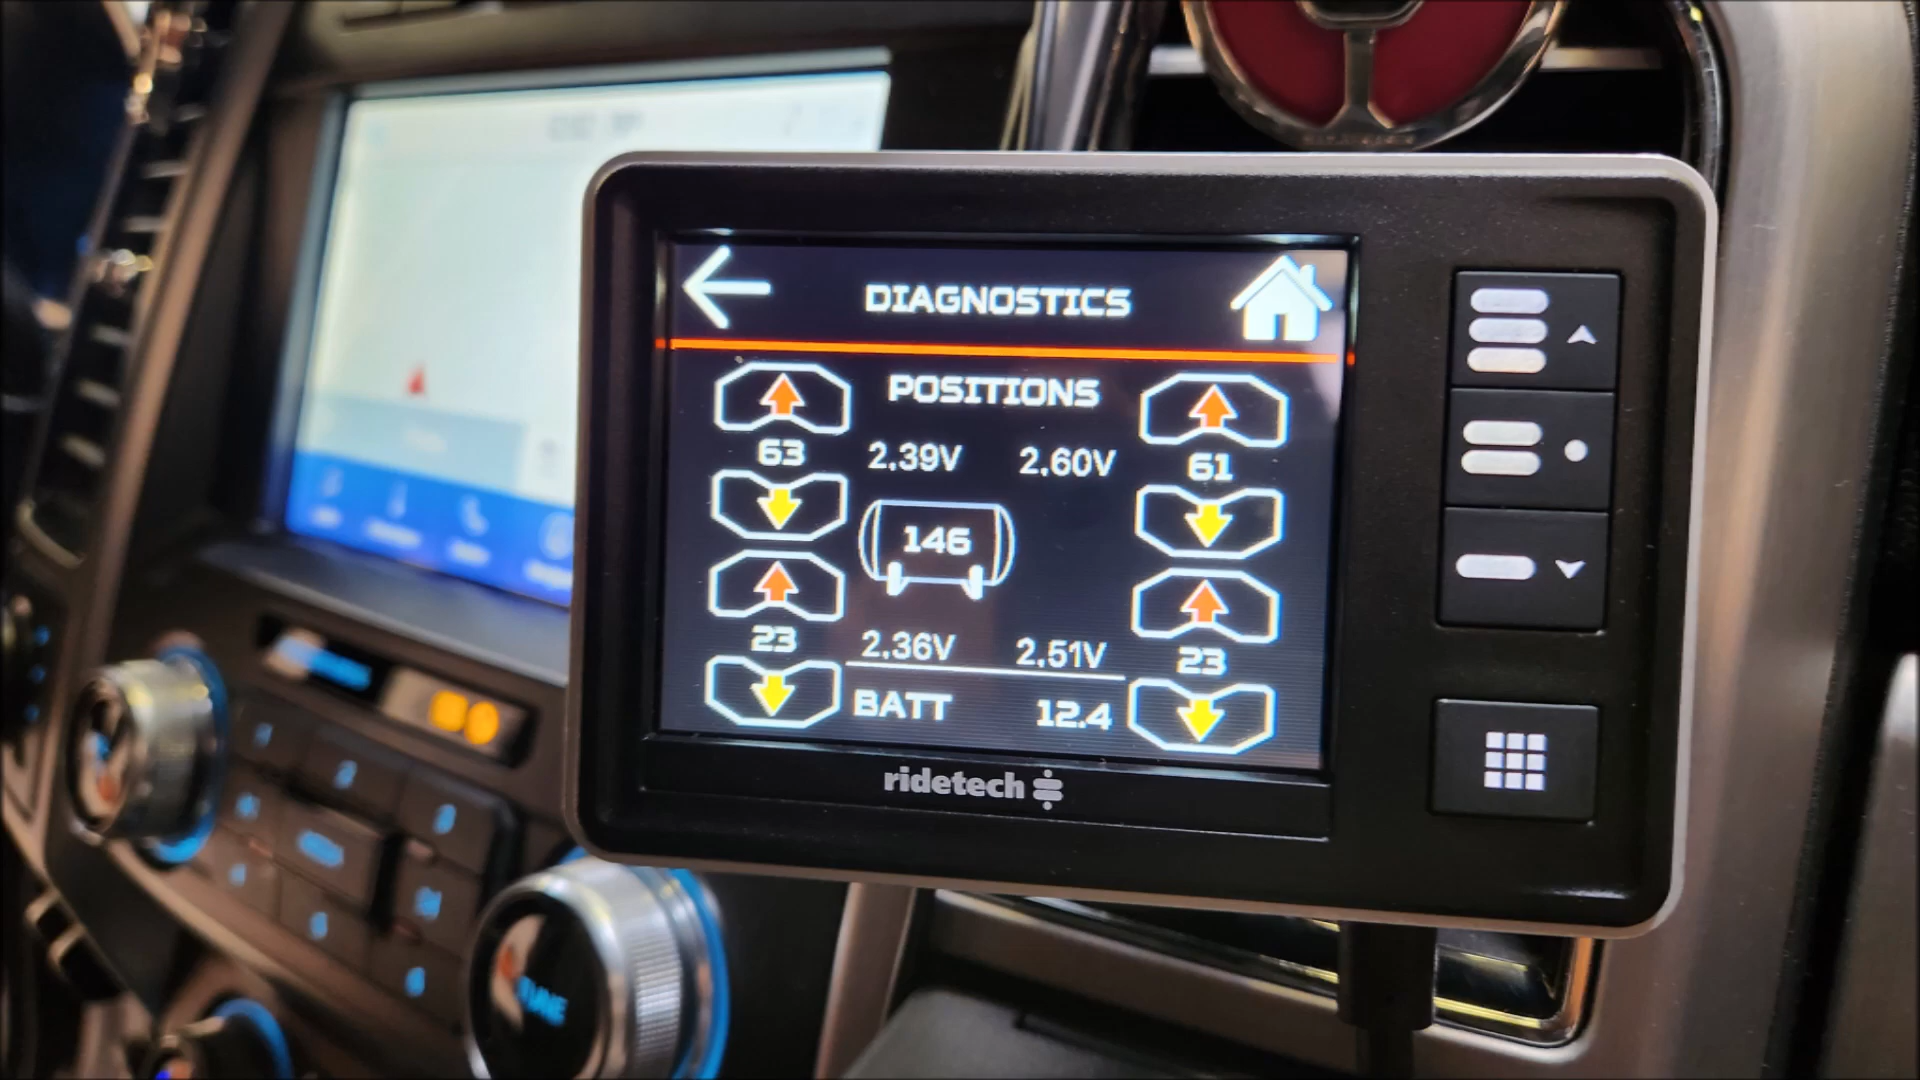 DIAGNOSTICS
POSITIONS
63 2.39V 2.60V 61
146
23 2.36V 2.51V 23
BATT 12.4
ridetech
TUNE